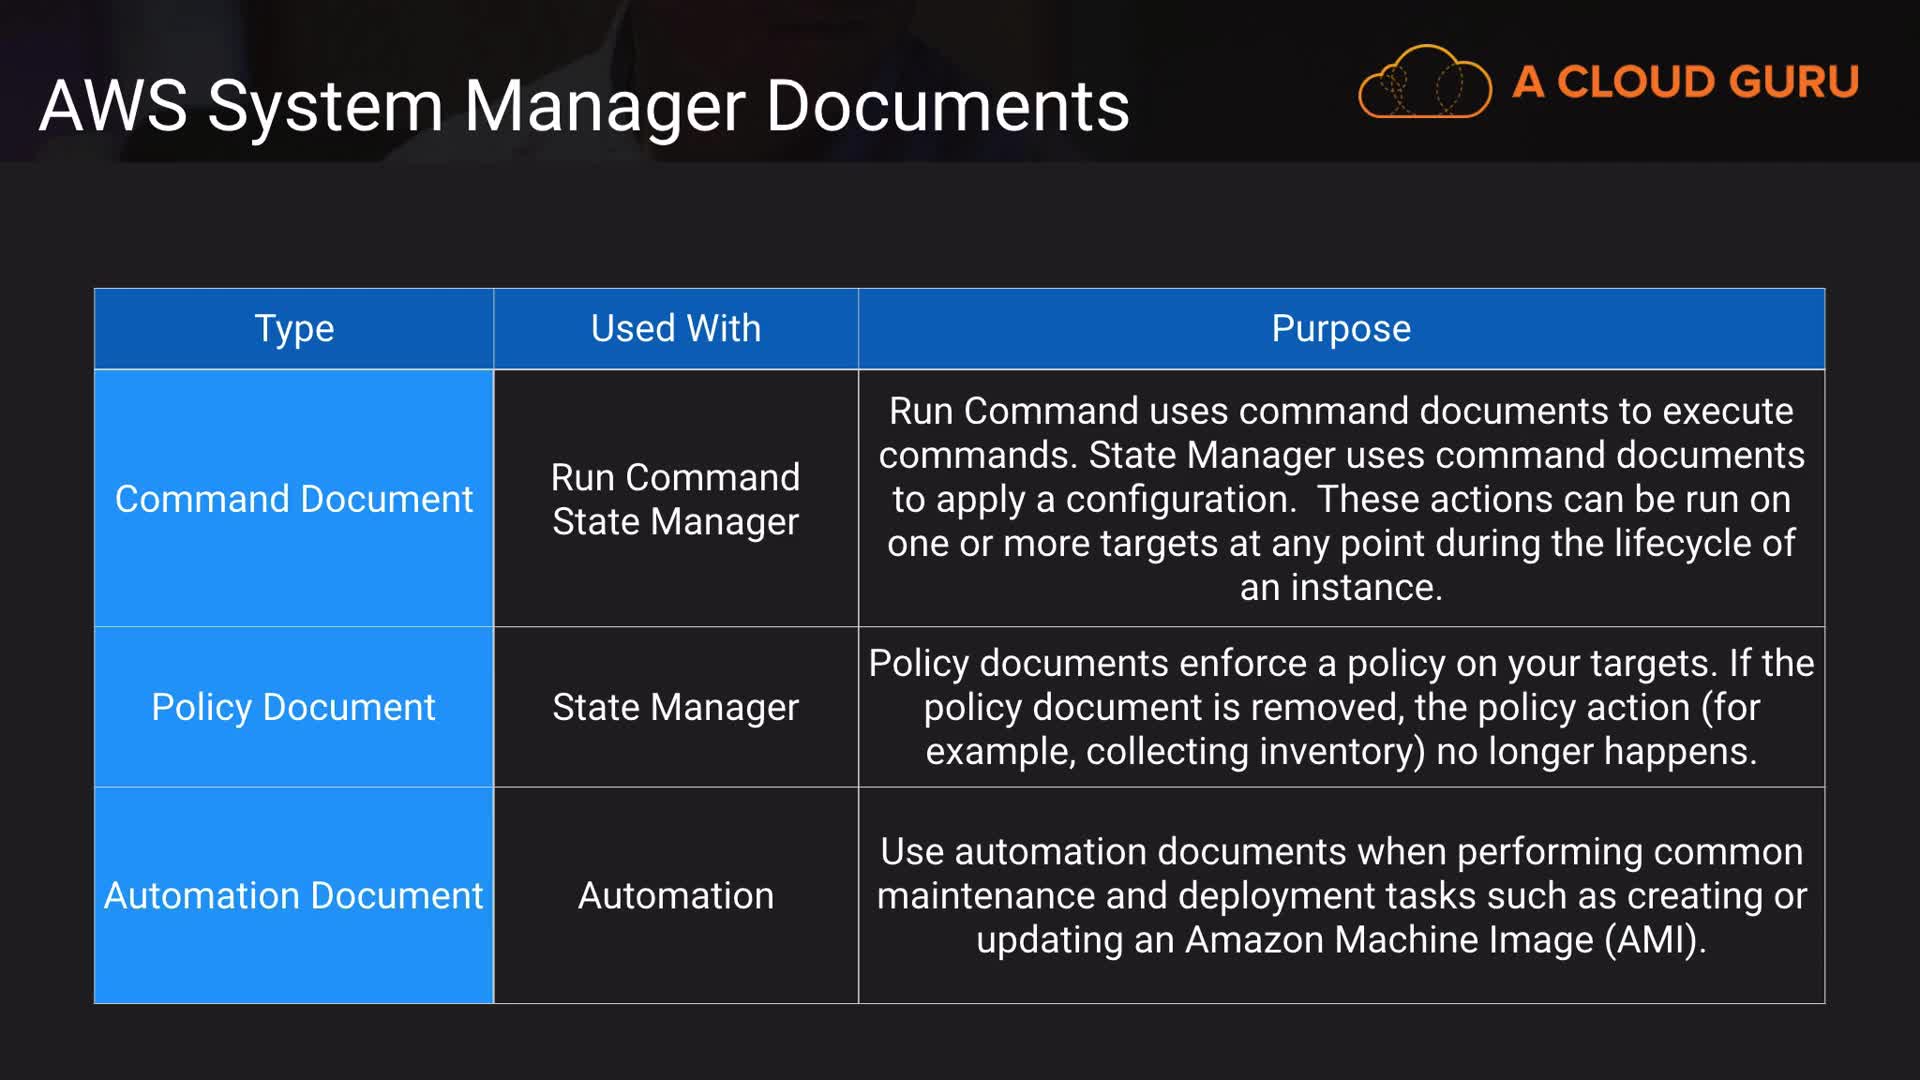 AWS System Manager Documents
A CLOUD GURU
Type
Used With
Purpose
Command Document
Run Command
State Manager
Run Command uses command documents to execute
commands. State Manager uses command documents
to apply a configuration.  These actions can be run on
one or more targets at any point during the lifecycle of
an instance.
Policy Document
State Manager
Policy documents enforce a policy on your targets. If the
policy document is removed, the policy action (for
example, collecting inventory) no longer happens.
Automation Document
Automation
Use automation documents when performing common
maintenance and deployment tasks such as creating or
updating an Amazon Machine Image (AMI).